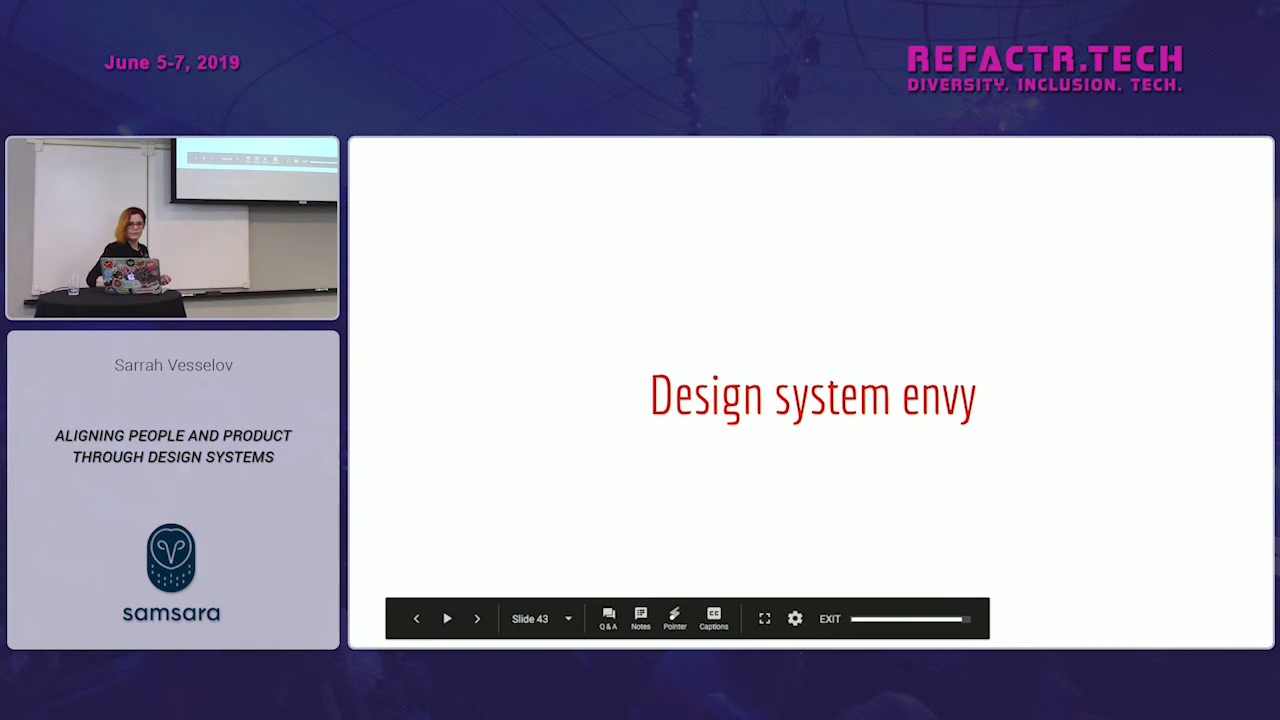 June 5-7, 2019
REFACTR.TECH
DIVERSITY. INCLUSION. TECH.
Sarrah Vesselov
ALIGNING PEOPLE AND PRODUCT
THROUGH DESIGN SYSTEMS
samsara
Design system envy
Slide 43
Q & A
Notes
Pointer
CC
Captions
EXIT